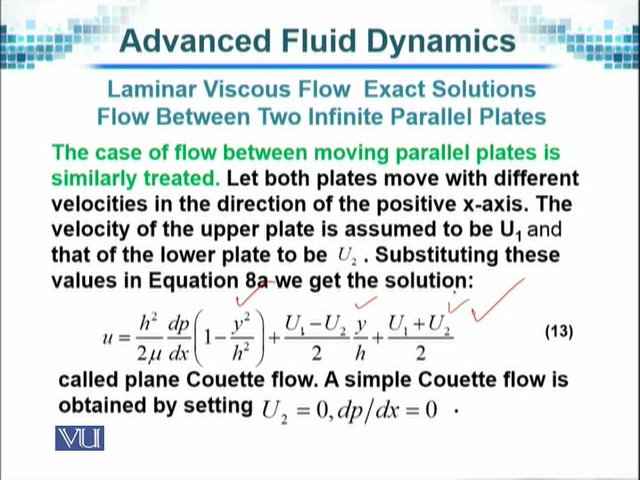 Advanced Fluid Dynamics
Laminar Viscous Flow Exact Solutions
Flow Between Two Infinite Parallel Plates
The case of flow between moving parallel plates is
similarly treated. Let both plates move with different
velocities in the direction of the positive x-axis. The
velocity of the upper plate is assumed to be U₁ and
that of the lower plate to be U₂ . Substituting these
values in Equation 8a we get the solution:
u = h²/2μ dp/dx (1 − y²/h²) + U₁ − U₂/2 y/h + U₁ + U₂/2 (13)
called plane Couette flow. A simple Couette flow is
obtained by setting U₂ = 0, dp/dx = 0 .
VU